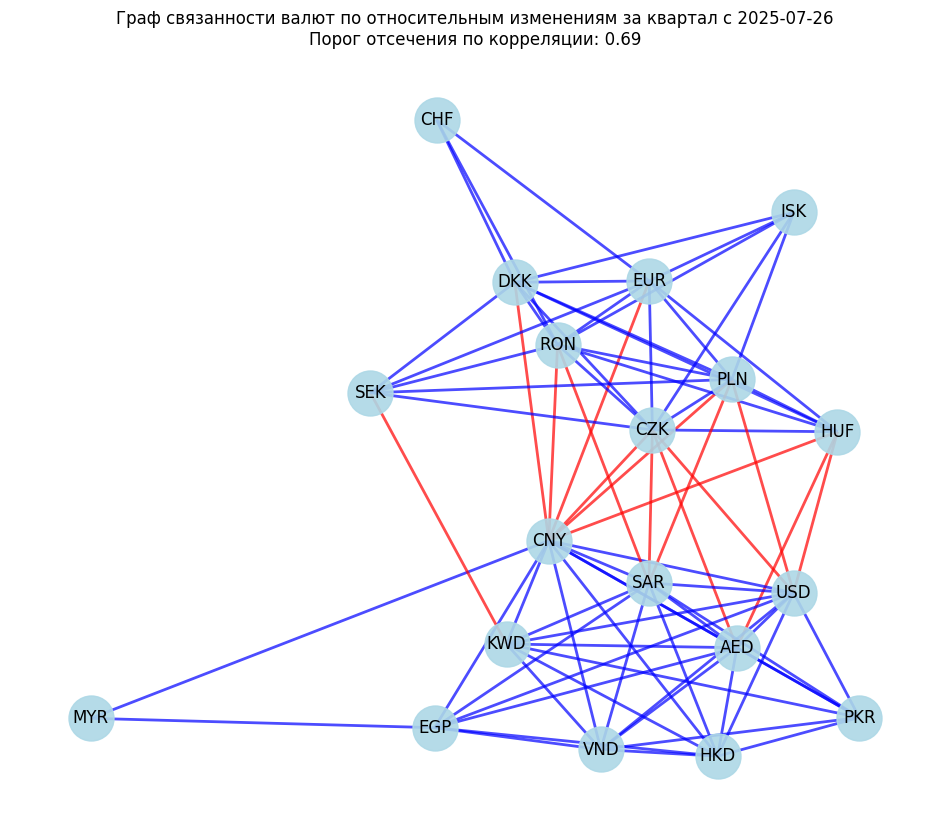 Граф связанности валют по относительным изменениям за квартал с 2025-07-26
Порог отсечения по корреляции: 0.69
CHF
ISK
DKK
EUR
RON
PLN
SEK
CZK
HUF
CNY
SAR
USD
KWD
AED
MYR
EGP
PKR
VND
HKD